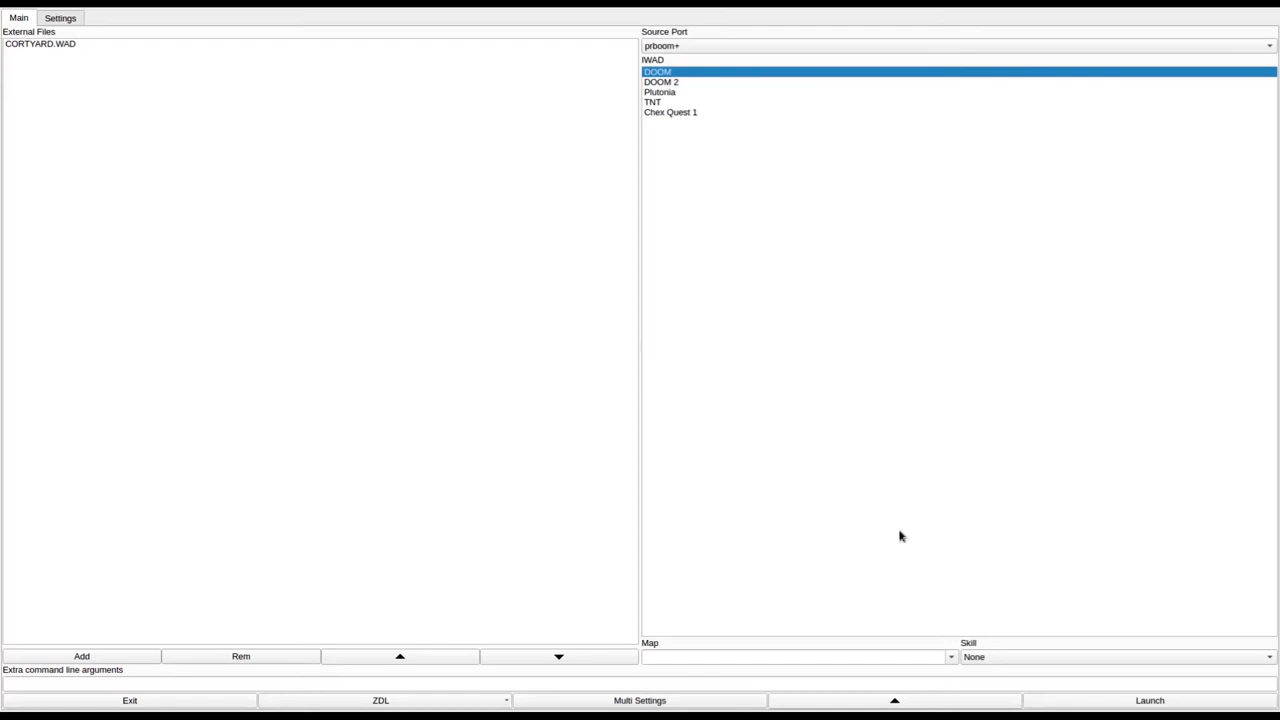 Main Settings
External Files
CORTYARD.WAD
Source Port
prboom+
IWAD
DOOM
DOOM 2
Plutonia
TNT
Chex Quest 1
Add Rem
Map Skill
None
Extra command line arguments
Exit ZDL Multi Settings Launch